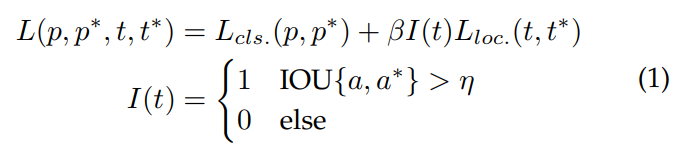 L(p, p*, t, t*) = L_{cls.}(p, p*) + βI(t)L_{loc.}(t, t*)
I(t) = { 1 IOU{a, a*} > η
0 else
(1)